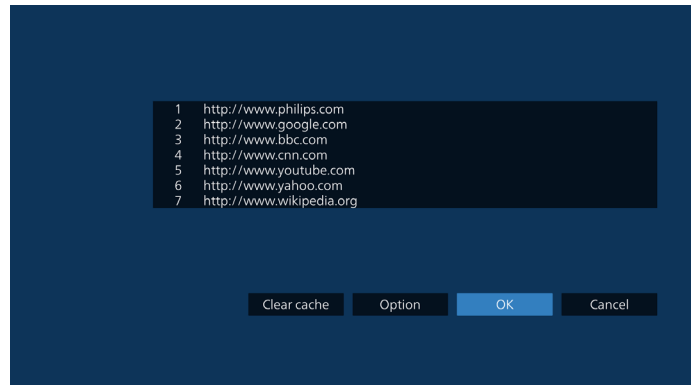 1 http://www.philips.com
2 http://www.google.com
3 http://www.bbc.com
4 http://www.cnn.com
5 http://www.youtube.com
6 http://www.yahoo.com
7 http://www.wikipedia.org
Clear cache Option OK Cancel